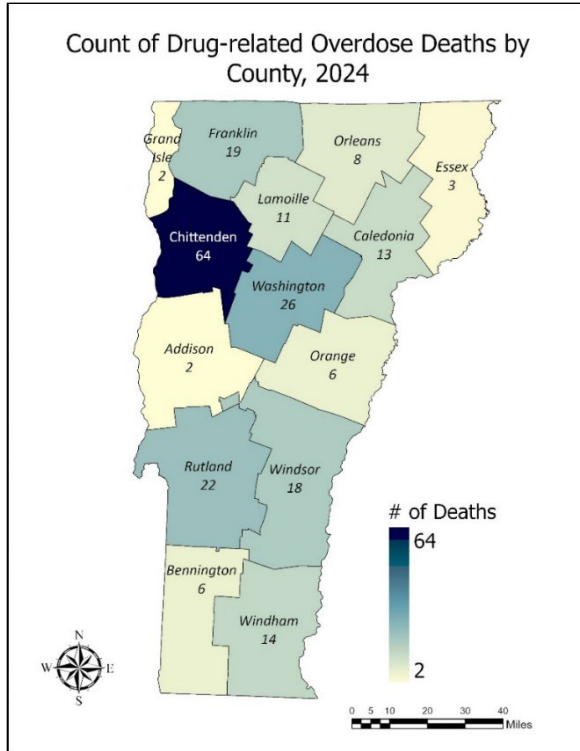 Count of Drug-related Overdose Deaths by
County, 2024
Grand
Isle
2
Franklin
19
Orleans
8
Essex
3
Lamoille
11
Chittenden
64
Caledonia
13
Washington
26
Addison
2
Orange
6
Rutland
22
Windsor
18
# of Deaths
64
2
Bennington
6
Windham
14
N
W E
S
0 5 10 20 30 40
Miles